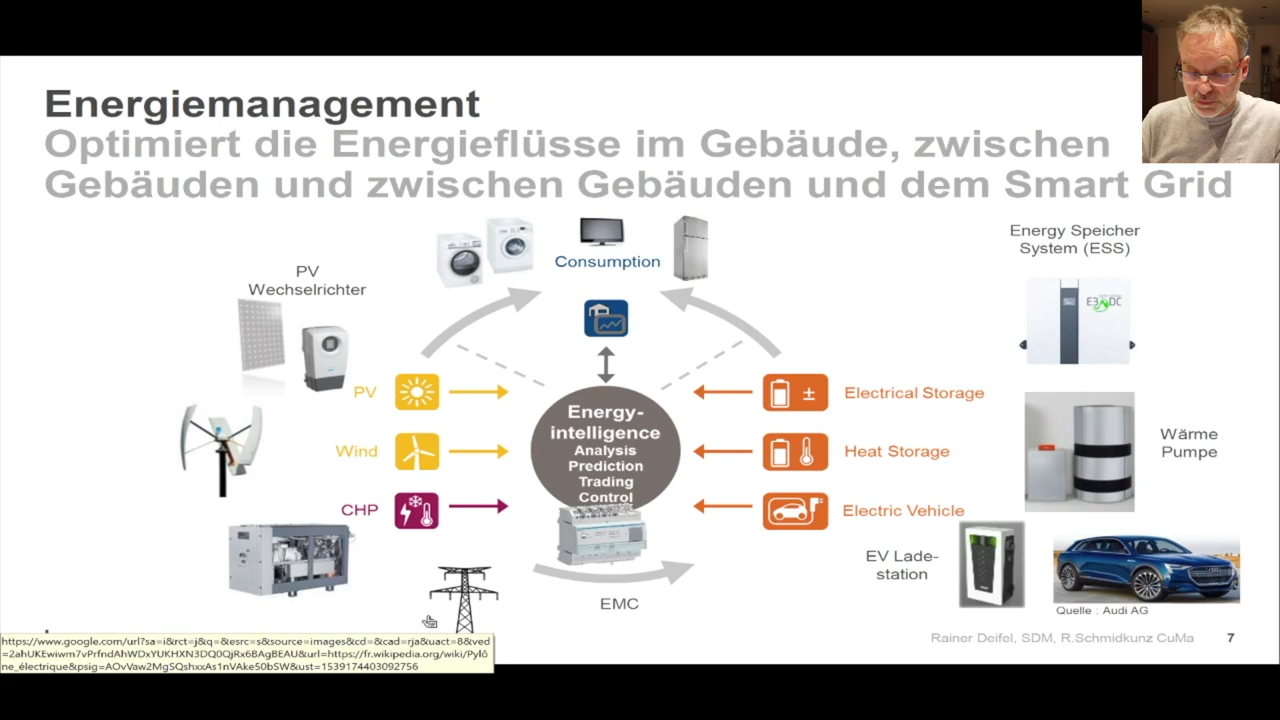 Energiemanagement
Optimiert die Energieflüsse im Gebäude, zwischen
Gebäuden und zwischen Gebäuden und dem Smart Grid
Energy Speicher
System (ESS)
Consumption
PV
Wechselrichter
E3 DC
PV
Electrical Storage
Energy-
intelligence
Analysis
Prediction
Trading
Control
Wind
Heat Storage
Wärme
Pumpe
CHP
Electric Vehicle
EV Lade-
station
EMC
Quelle : Audi AG
Rainer Deifel, SDM, R.Schmidkunz CuMa
7
https://www.google.com/url?sa=i&rct=j&q=&esrc=s&source=images&cd=&cad=rja&uact=8&ved
=2ahUKEwiwm7vPrfndAhWDxYUKHXN3DQ0QjRx6BAgBEAU&url=https://fr.wikipedia.org/wiki/Pylô
ne_électrique&psig=AOvVaw2MgSQshxxAs1nVAke50bSW&ust=1539174403092756